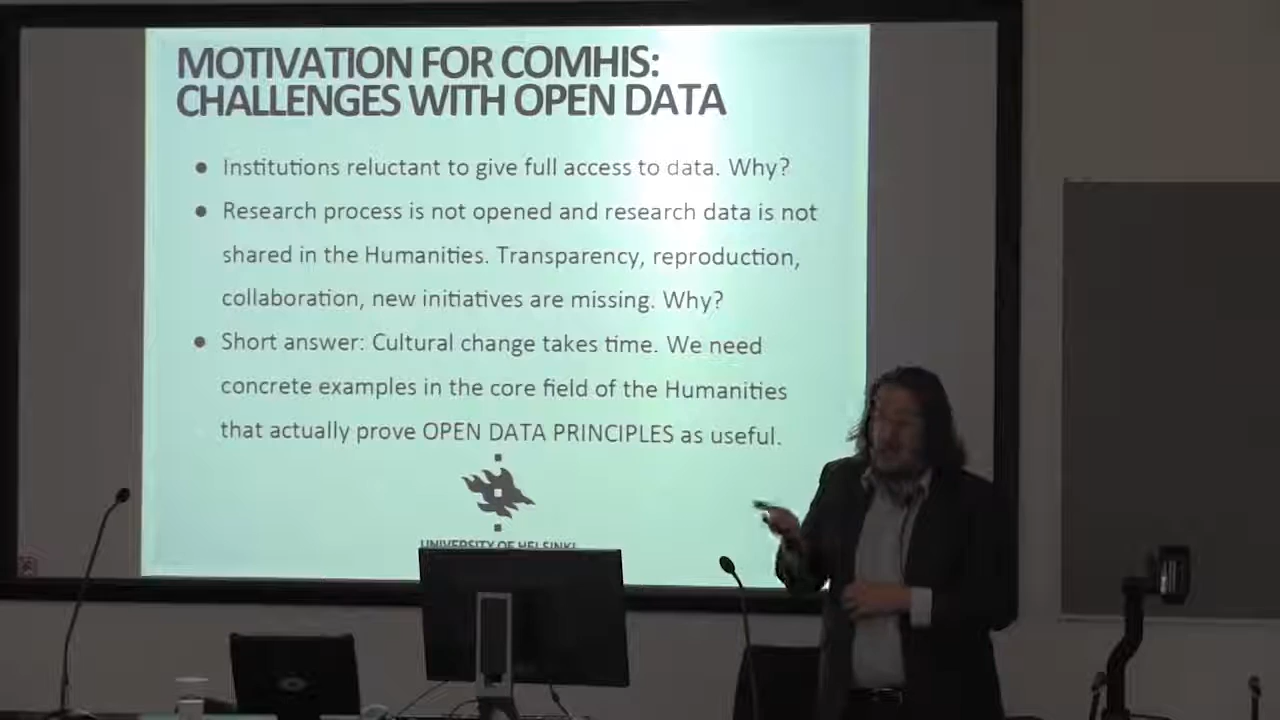 MOTIVATION FOR COMHIS:
CHALLENGES WITH OPEN DATA
● Institutions reluctant to give full access to data. Why?
● Research process is not opened and research data is not
shared in the Humanities. Transparency, reproduction,
collaboration, new initiatives are missing. Why?
● Short answer: Cultural change takes time. We need
concrete examples in the core field of the Humanities
that actually prove OPEN DATA PRINCIPLES as useful.
UNIVERSITY OF HELSINKI